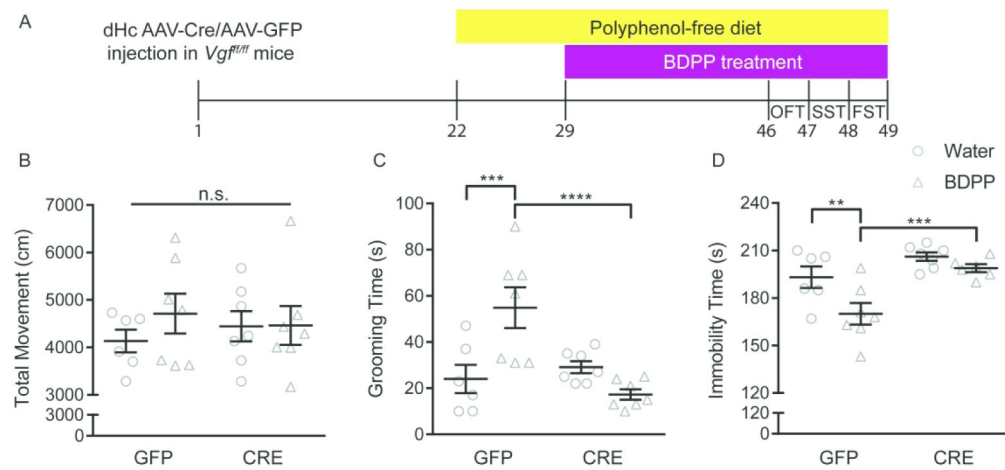 A
dHc AAV-Cre/AAV-GFP
injection in Vgf^fl/fl mice
Polyphenol-free diet
BDPP treatment
OFT SST FST
1 22 29 46 47 48 49
B
C
D
Water
BDPP
n.s.
Total Movement (cm)
7000
6000
5000
4000
3000
3000
0
GFP CRE
***
****
Grooming Time (s)
100
80
60
40
20
0
GFP CRE
**
***
Immobility Time (s)
240
210
180
150
120
120
0
GFP CRE